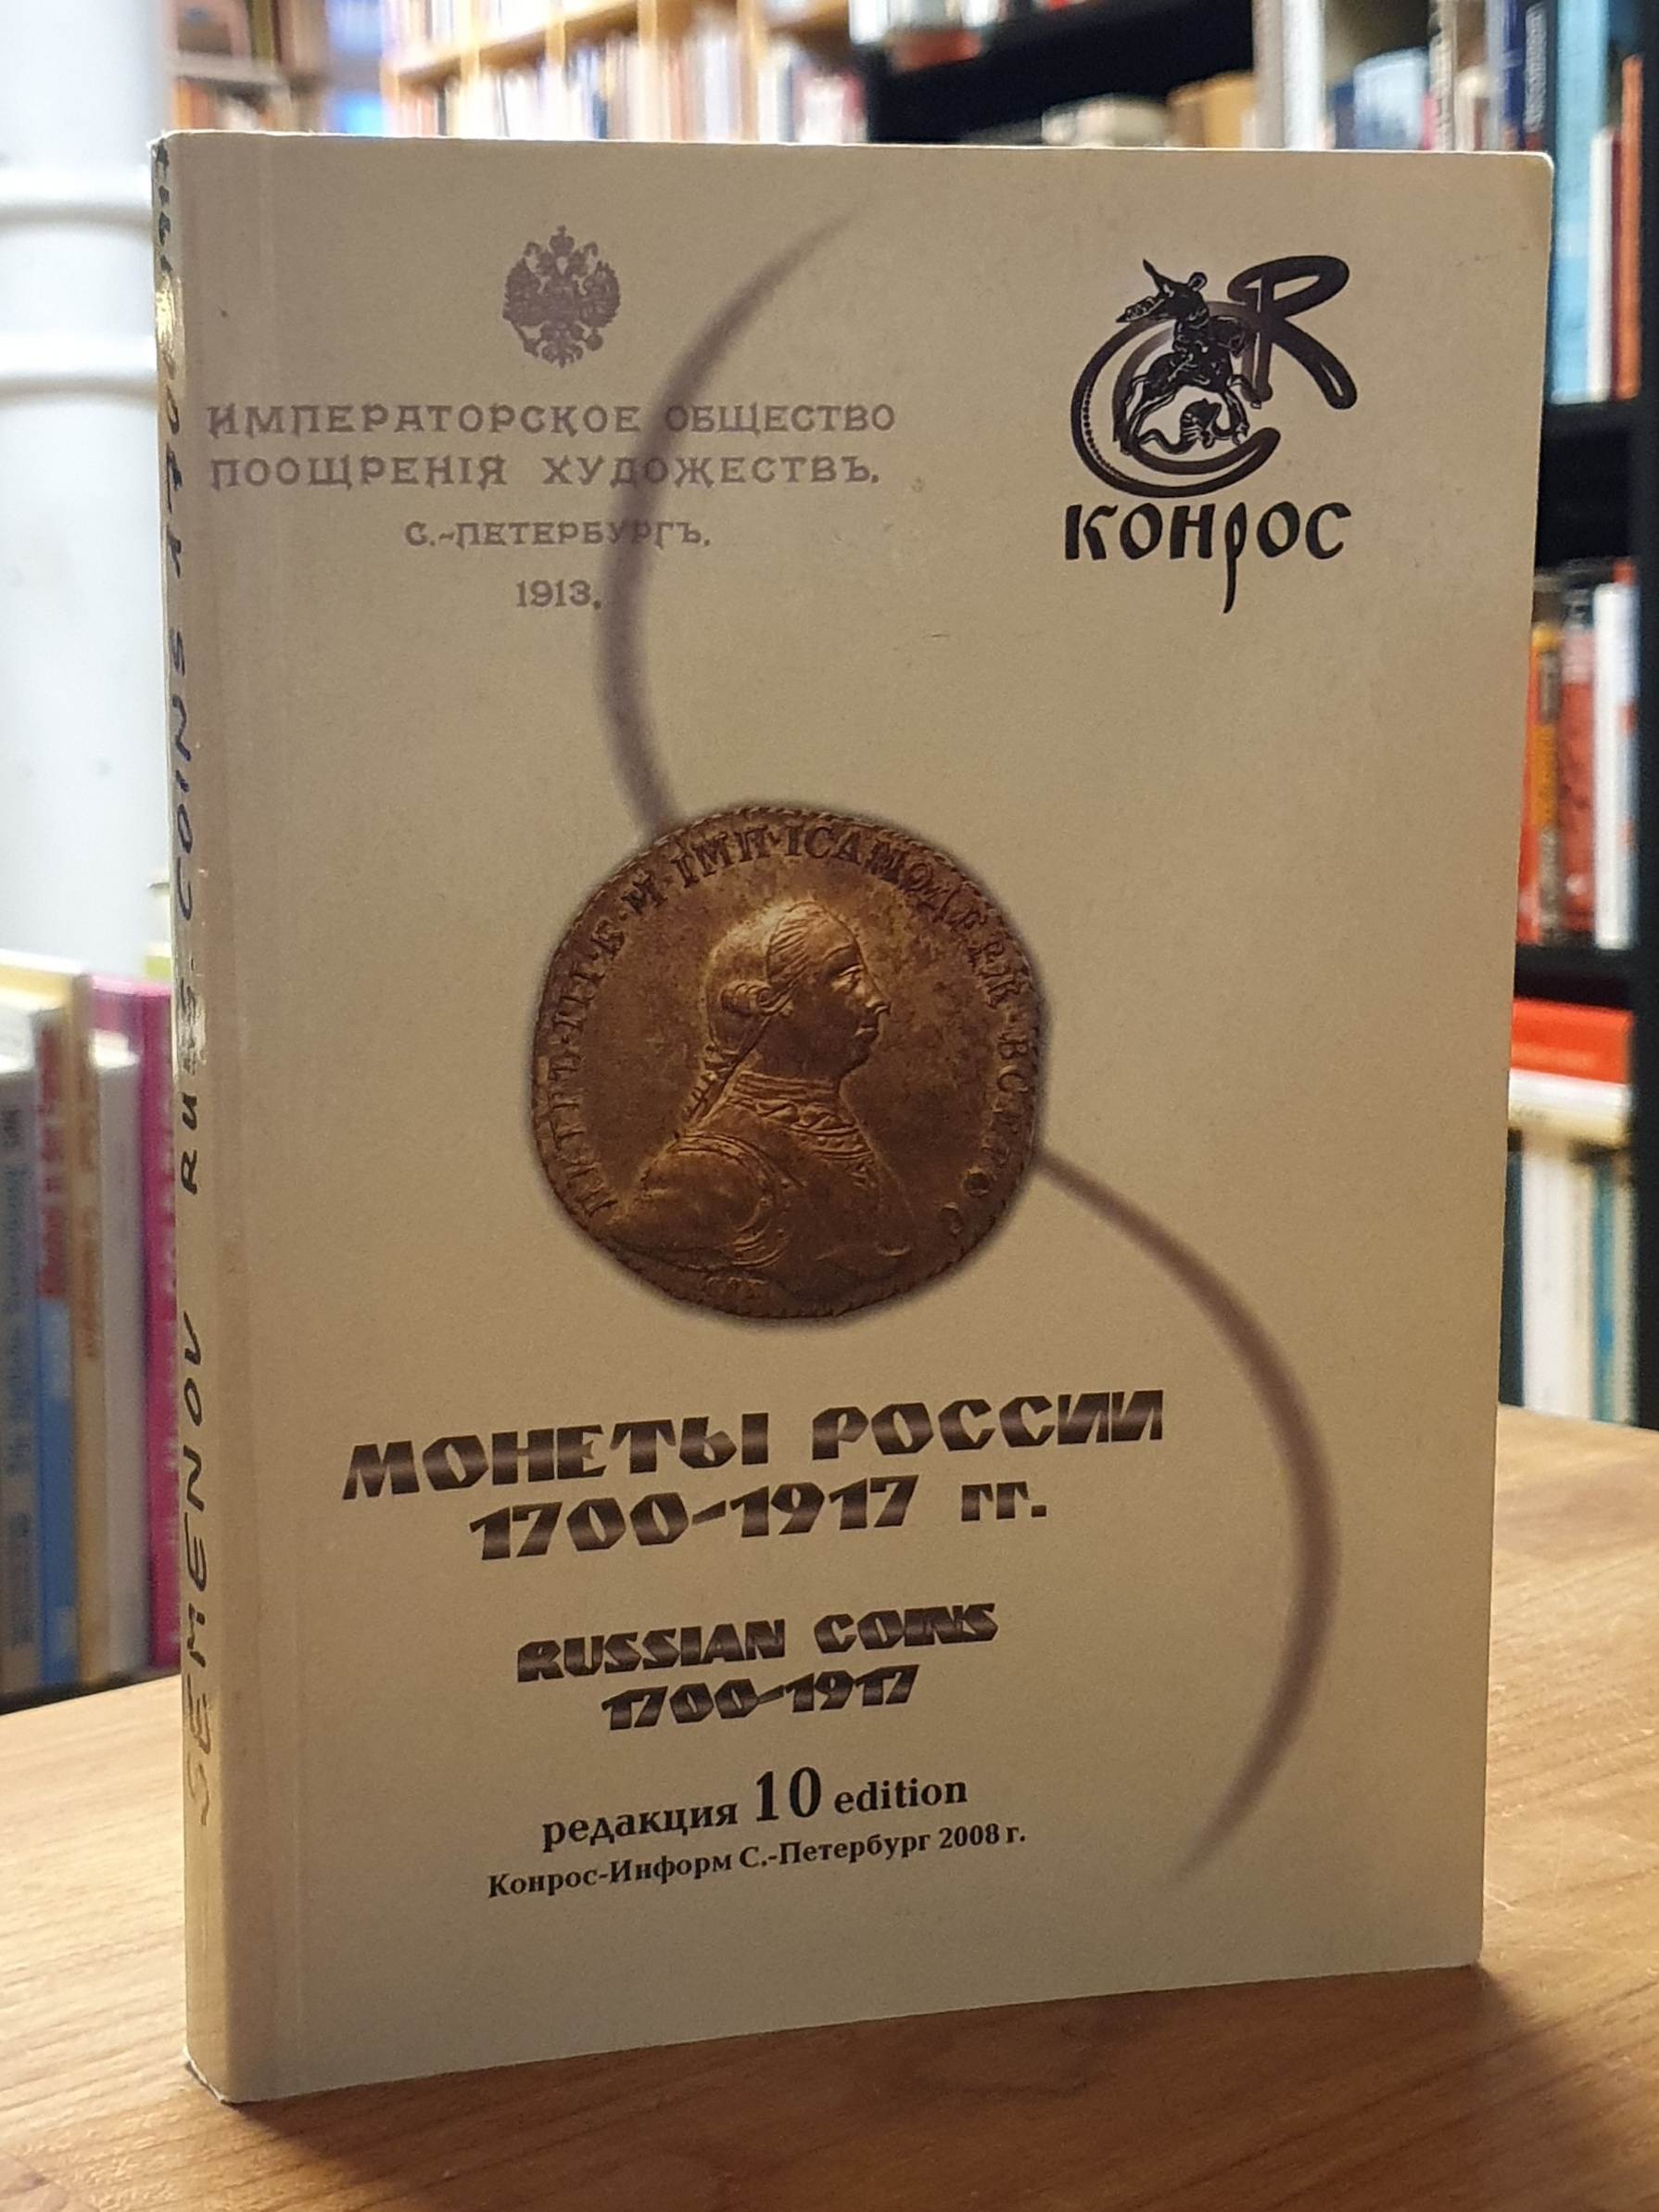 ИМПЕРАТОРСКОЕ ОБЩЕСТВО
ПООЩРЕНІЯ ХУДОЖЕСТВЪ.
С.-ПЕТЕРБУРГЪ.
1913.
R
КОНРОС
МОНЕТЫ РОССИИ
1700-1917 гг.
RUSSIAN COINS
1700-1917
редакция 10 edition
Конрос-Информ С.-Петербург 2008 г.
SEMENOV RUSS. COINS